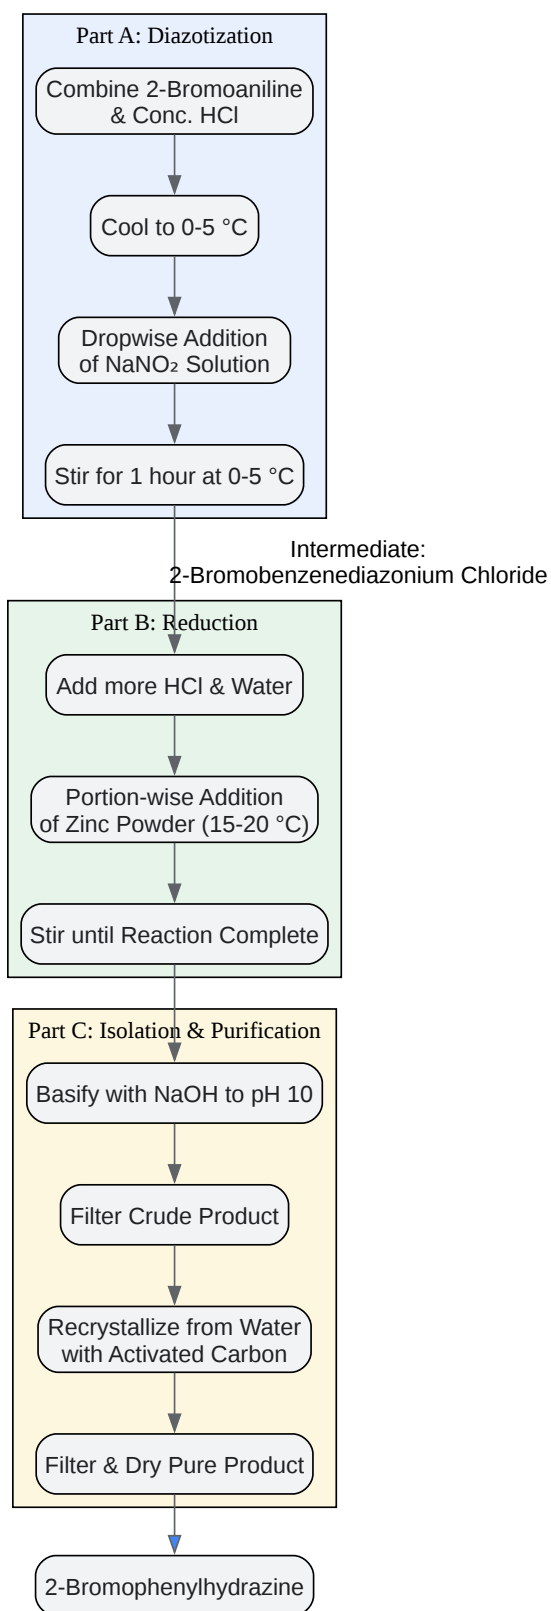 Part A: Diazotization
Combine 2-Bromoaniline
& Conc. HCl
Cool to 0-5 °C
Dropwise Addition
of NaNO₂ Solution
Stir for 1 hour at 0-5 °C
Intermediate:
2-Bromobenzenediazonium Chloride
Part B: Reduction
Add more HCl & Water
Portion-wise Addition
of Zinc Powder (15-20 °C)
Stir until Reaction Complete
Part C: Isolation & Purification
Basify with NaOH to pH 10
Filter Crude Product
Recrystallize from Water
with Activated Carbon
Filter & Dry Pure Product
2-Bromophenylhydrazine